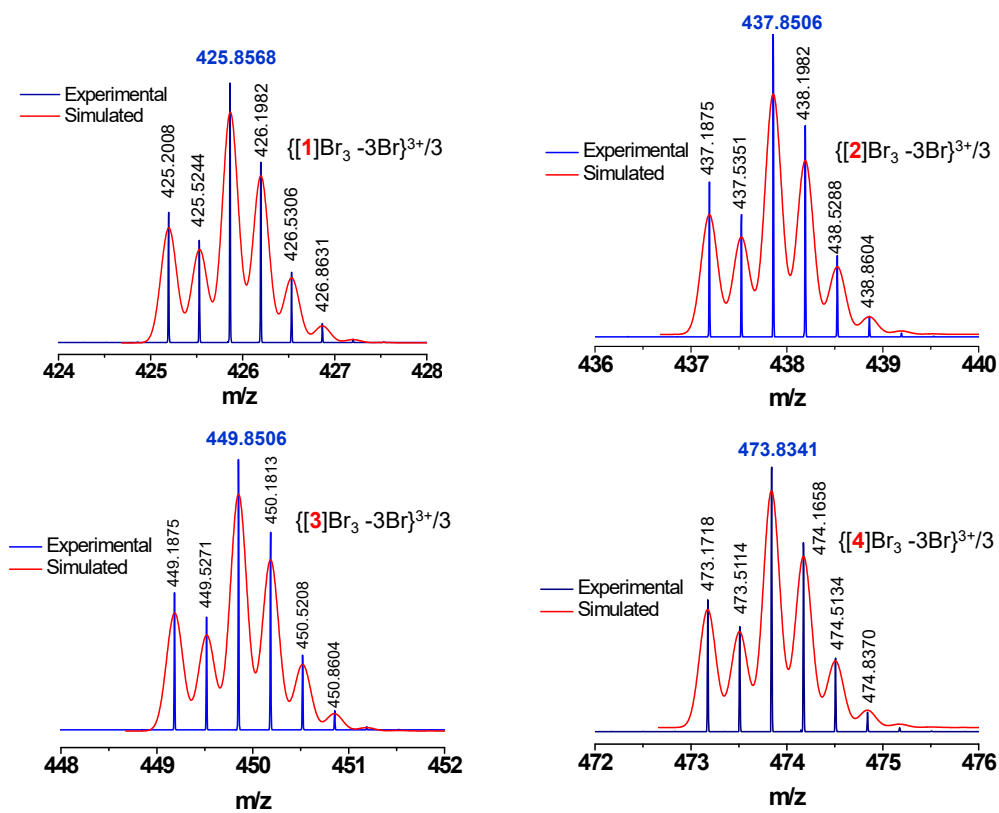 425.8568
Experimental
Simulated
425.2008
425.5244
426.1982
426.5306
426.8631
{[1]Br₃ -3Br}³⁺/3
424 425 426 427 428
m/z
437.8506
Experimental
Simulated
437.1875
437.5351
438.1982
438.5288
438.8604
{[2]Br₃ -3Br}³⁺/3
436 437 438 439 440
m/z
449.8506
Experimental
Simulated
449.1875
449.5271
450.1813
450.5208
450.8604
{[3]Br₃ -3Br}³⁺/3
448 449 450 451 452
m/z
473.8341
Experimental
Simulated
473.1718
473.5114
474.1658
474.5134
474.8370
{[4]Br₃ -3Br}³⁺/3
472 473 474 475 476
m/z